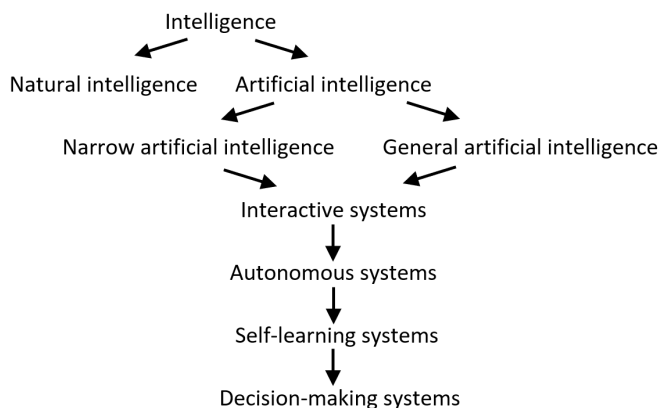 Intelligence
Natural intelligence
Artificial intelligence
Narrow artificial intelligence
General artificial intelligence
Interactive systems
Autonomous systems
Self-learning systems
Decision-making systems